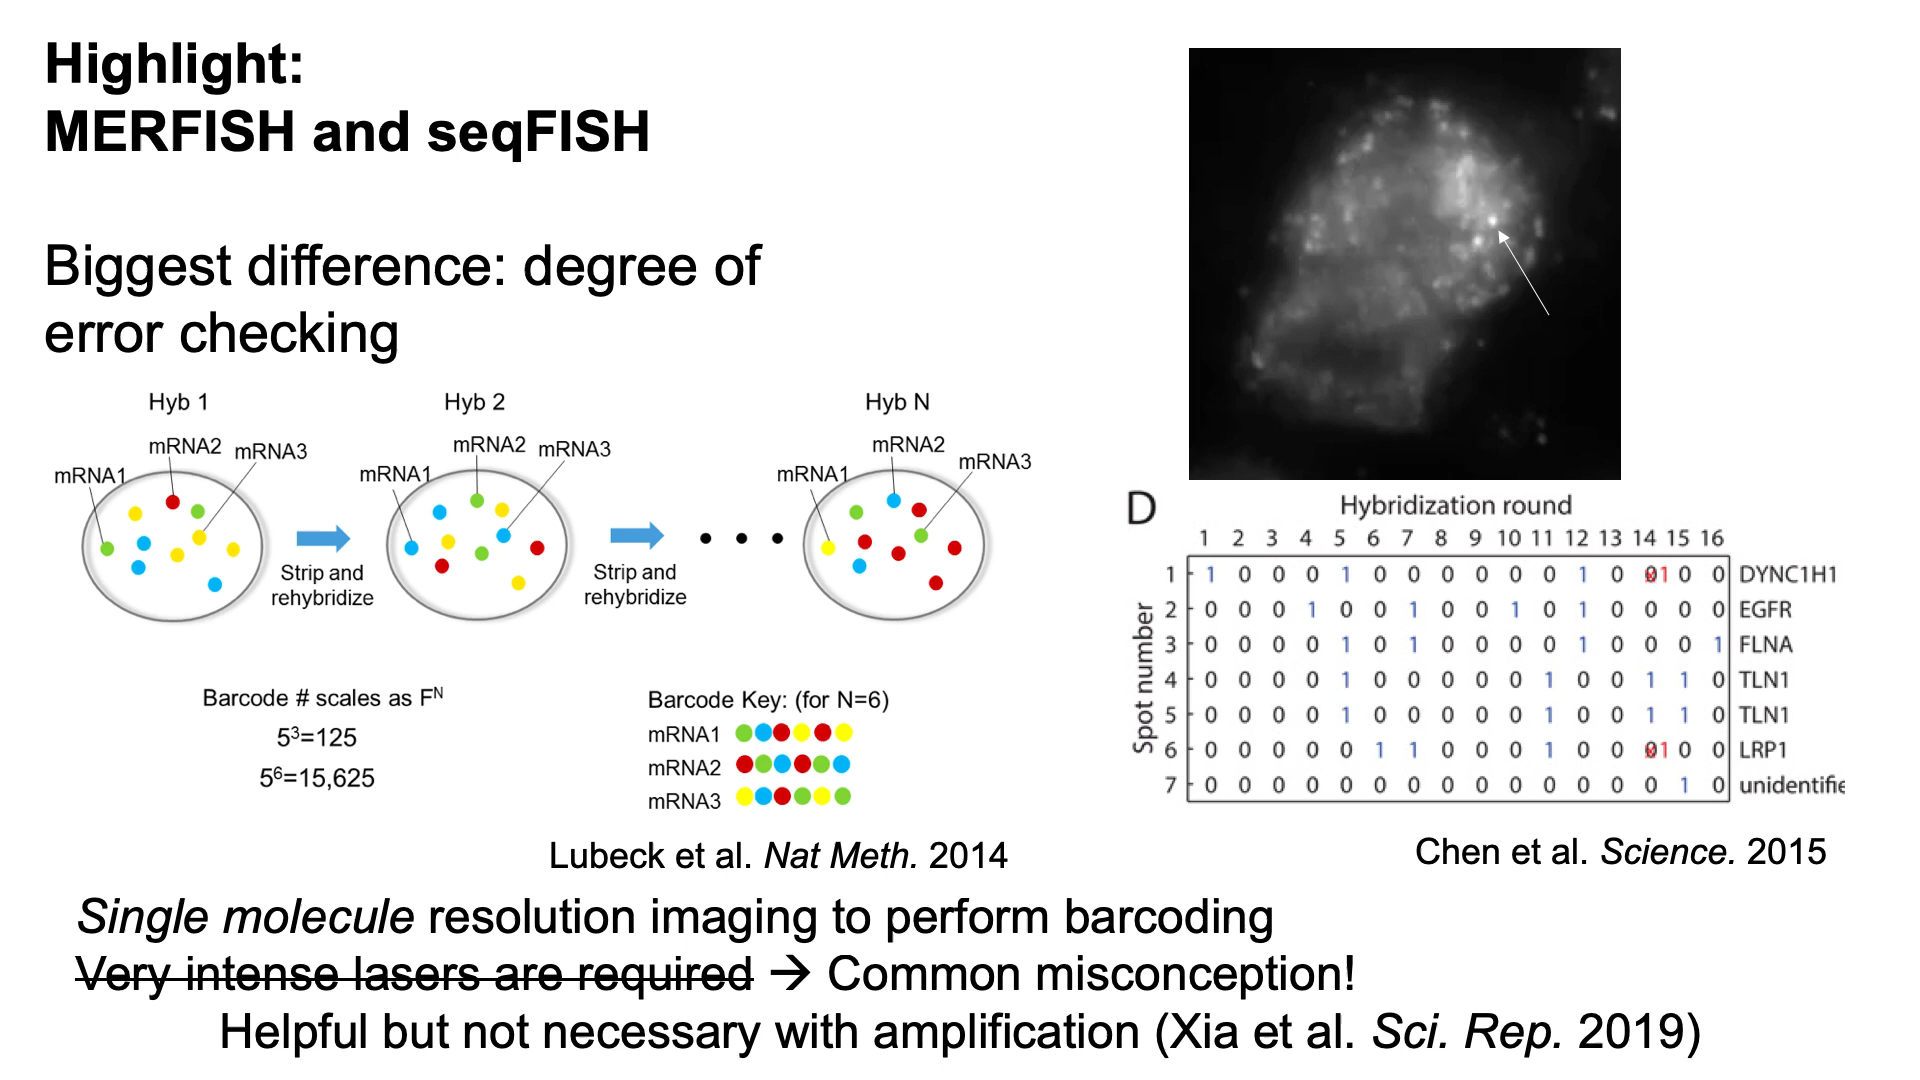 Highlight:
MERFISH and seqFISH
Biggest difference: degree of
error checking
Hyb 1
mRNA1
mRNA2
mRNA3
Strip and
rehybridize
Hyb 2
mRNA1
mRNA2
mRNA3
Strip and
rehybridize
Hyb N
mRNA1
mRNA2
mRNA3
Barcode # scales as Fᴺ
5³=125
5⁶=15,625
Barcode Key: (for N=6)
mRNA1
mRNA2
mRNA3
Lubeck et al. Nat Meth. 2014
D
Hybridization round
1 2 3 4 5 6 7 8 9 10 11 12 13 14 15 16
Spot number
1 1 0 0 0 1 0 0 0 0 0 0 1 0 0 1 0 0 DYNC1H1
2 0 0 0 1 0 0 1 0 0 1 0 1 0 0 0 0 EGFR
3 0 0 0 0 1 0 1 0 0 0 0 1 0 0 0 1 FLNA
4 0 0 0 0 1 0 0 0 0 0 1 0 0 1 1 0 TLN1
5 0 0 0 0 1 0 0 0 0 0 1 0 0 1 1 0 TLN1
6 0 0 0 0 0 1 1 0 0 0 1 0 0 0 1 0 0 LRP1
7 0 0 0 0 0 0 0 0 0 0 0 0 0 0 1 0 unidentifie
Chen et al. Science. 2015
Single molecule resolution imaging to perform barcoding
Very intense lasers are required → Common misconception!
Helpful but not necessary with amplification (Xia et al. Sci. Rep. 2019)